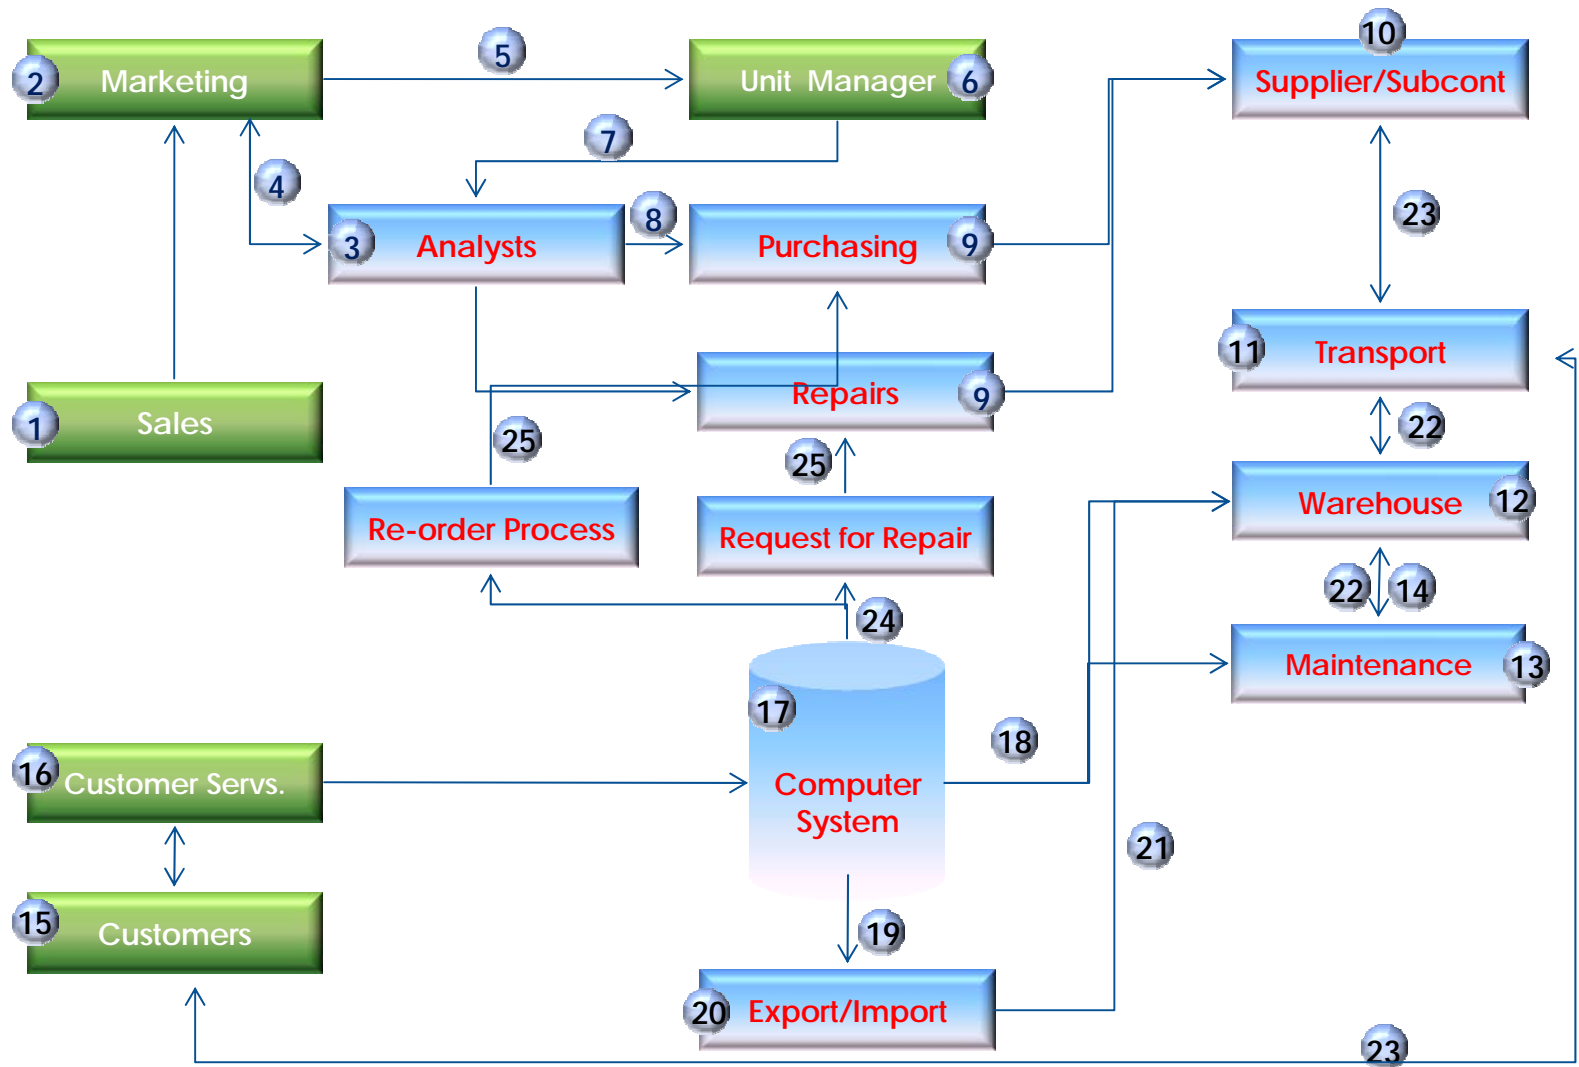 10
5
2
Marketing
Unit  Manager
6
Supplier/Subcont
7
4
8
23
3
Analysts
Purchasing
9
11
Transport
Repairs
9
1
Sales
25
25
22
Re-order Process
Request for Repair
Warehouse
12
22
14
24
Maintenance
13
17
18
16
Customer Servs.
Computer
System
21
15
Customers
19
20
Export/Import
23